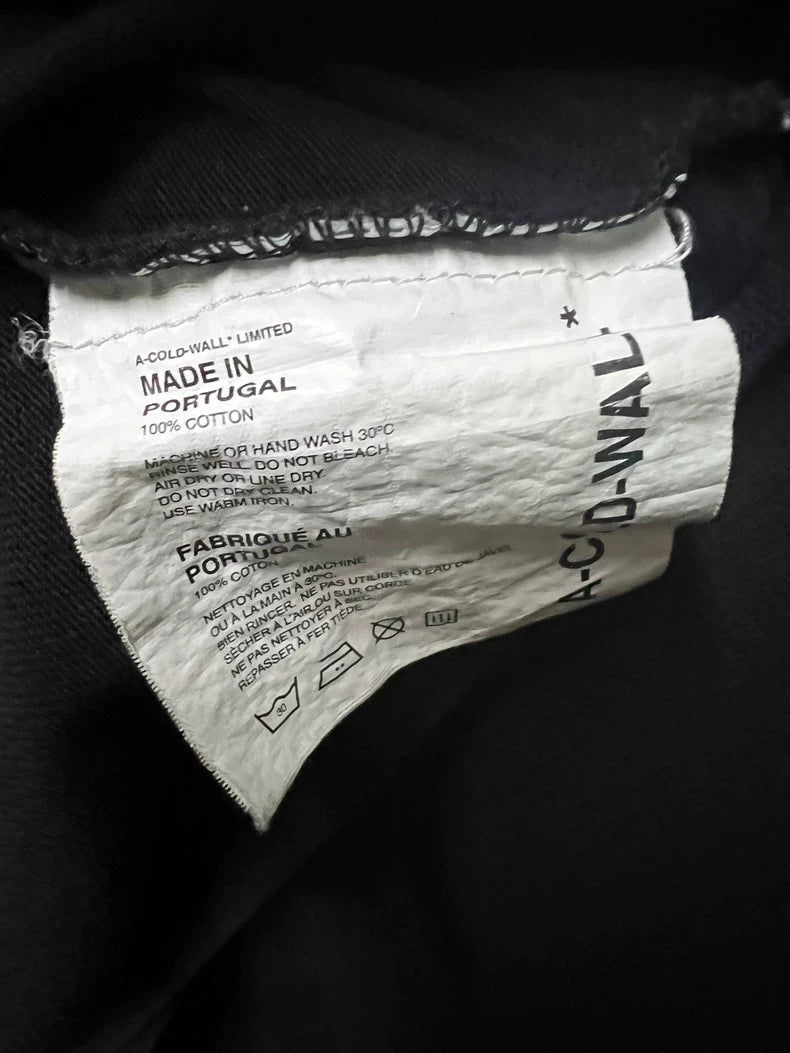 A-COLD-WALL* LIMITED
MADE IN
PORTUGAL
100% COTTON
MACHINE OR HAND WASH 30°C
RINSE WELL. DO NOT BLEACH.
AIR DRY OR LINE DRY.
DO NOT DRY CLEAN.
USE WARM IRON.
FABRIQUÉ AU
PORTUGAL
100% COTON
NETTOYAGE EN MACHINE
OU À LA MAIN À 30°C.
BIEN RINCER. NE PAS UTILISER D'EAU DE JAVEL
SÉCHER À L'AIR OU SUR CORDE
NE PAS NETTOYER À SEC.
REPASSER À FER TIÈDE.
30
A-C D-WALL*